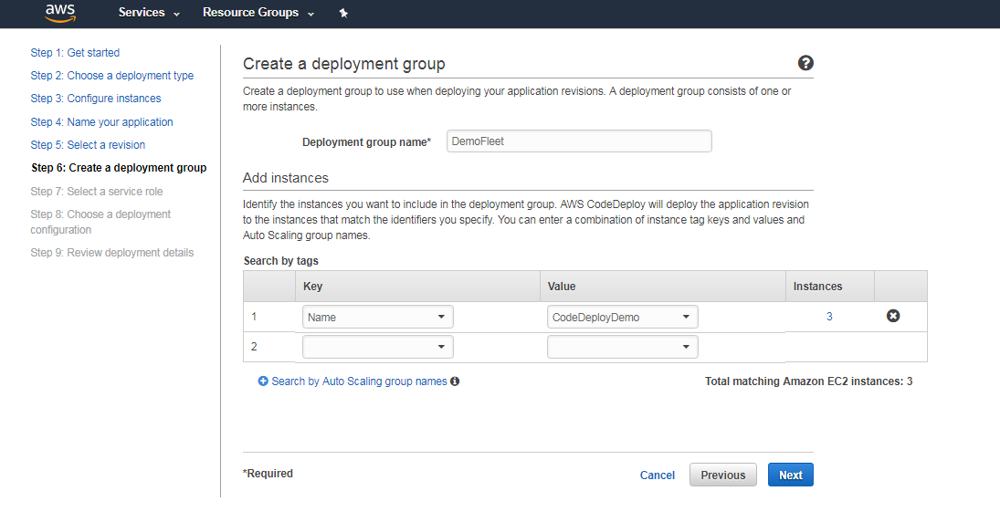 aws Services Resource Groups
Step 1: Get started
Step 2: Choose a deployment type
Step 3: Configure instances
Step 4: Name your application
Step 5: Select a revision
Step 6: Create a deployment group
Step 7: Select a service role
Step 8: Choose a deployment
configuration
Step 9: Review deployment details
Create a deployment group
?
Create a deployment group to use when deploying your application revisions. A deployment group consists of one or
more instances.
Deployment group name* DemoFleet
Add instances
Identify the instances you want to include in the deployment group. AWS CodeDeploy will deploy the application revision
to the instances that match the identifiers you specify. You can enter a combination of instance tag keys and values and
Auto Scaling group names.
Search by tags
Key Value Instances
1 Name CodeDeployDemo 3
2
Search by Auto Scaling group names
Total matching Amazon EC2 instances: 3
*Required
Cancel Previous Next